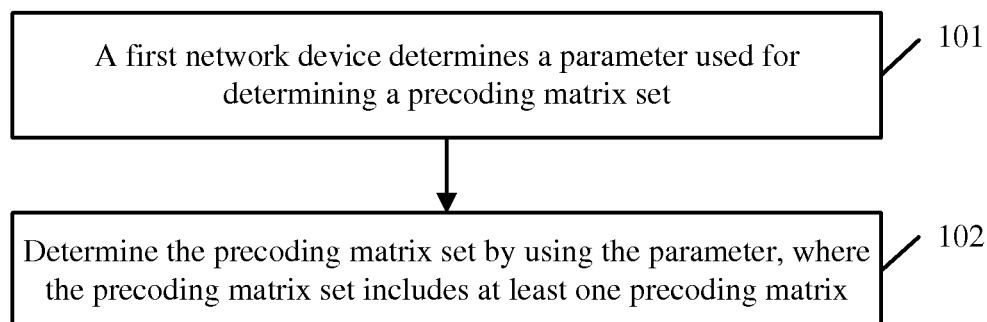 A first network device determines a parameter used for
determining a precoding matrix set
101
Determine the precoding matrix set by using the parameter, where
the precoding matrix set includes at least one precoding matrix
102